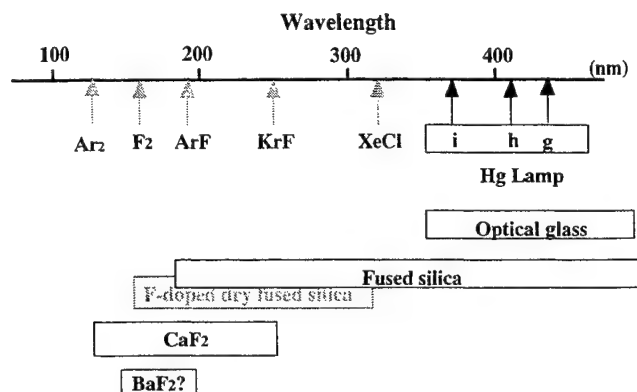 Wavelength
100 200 300 400 (nm)
Ar2 F2 ArF KrF XeCl i h g
Hg Lamp
Optical glass
Fused silica
F-doped dry fused silica
CaF2
BaF2?